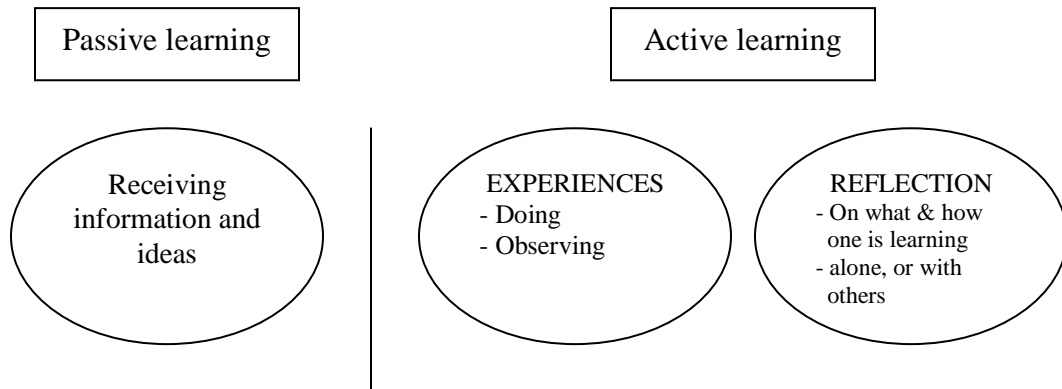 Passive learning
Active learning
Receiving
information and
ideas
EXPERIENCES
- Doing
- Observing
REFLECTION
- On what & how
one is learning
- alone, or with
others